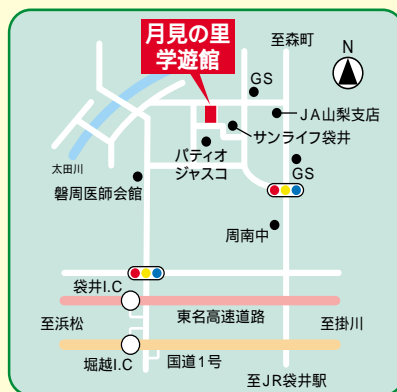 月見の里
学遊館
至森町
N
GS
JA山梨支店
サンライフ袋井
パティオ
ジャスコ
GS
太田川
磐周医師会館
周南中
袋井I.C
東名高速道路
至浜松
至掛川
堀越I.C
国道1号
至JR袋井駅